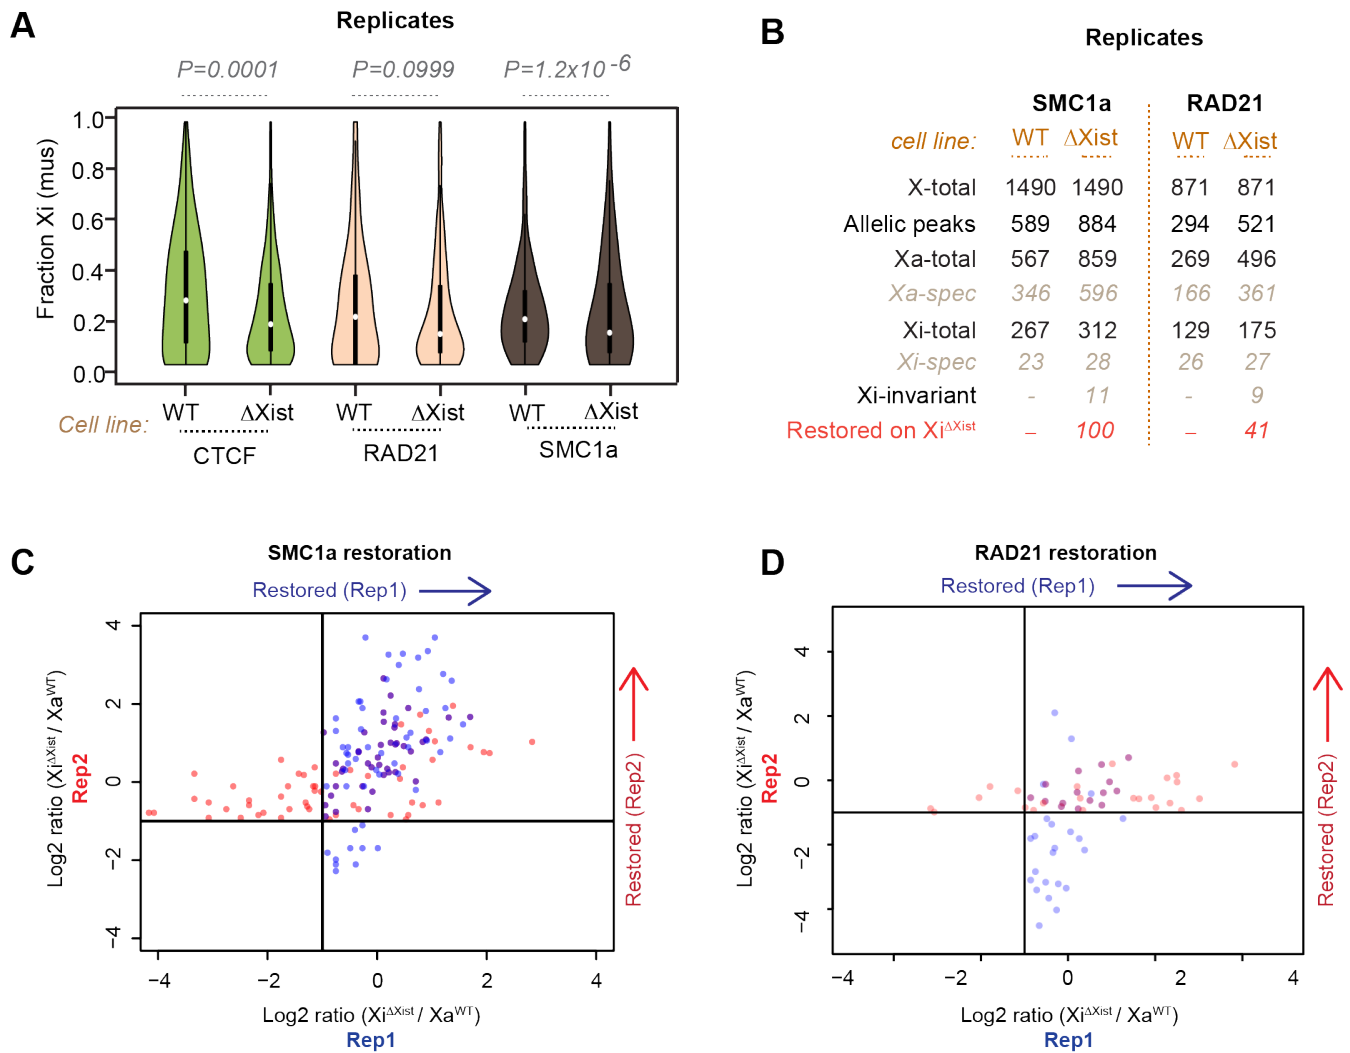 A
Replicates
P=0.0001 P=0.0999 P=1.2x10 -6
Fraction Xi (mus)
1.0
0.8
0.6
0.4
0.2
0.0
Cell line: WT ΔXist WT ΔXist WT ΔXist
CTCF RAD21 SMC1a
B
Replicates
SMC1a RAD21
cell line: WT ΔXist WT ΔXist
X-total 1490 1490 871 871
Allelic peaks 589 884 294 521
Xa-total 567 859 269 496
Xa-spec 346 596 166 361
Xi-total 267 312 129 175
Xi-spec 23 28 26 27
Xi-invariant - 11 - 9
Restored on XiΔXist – 100 – 41
C
SMC1a restoration
Restored (Rep1)
Log2 ratio (XiΔXist / XaWT)
Rep2
4
2
0
−2
−4
Restored (Rep2)
−4 −2 0 2 4
Log2 ratio (XiΔXist / XaWT)
Rep1
D
RAD21 restoration
Restored (Rep1)
Log2 ratio (XiΔXist / XaWT)
Rep2
4
2
0
−2
−4
Restored (Rep2)
−4 −2 0 2 4
Log2 ratio (XiΔXist / XaWT)
Rep1